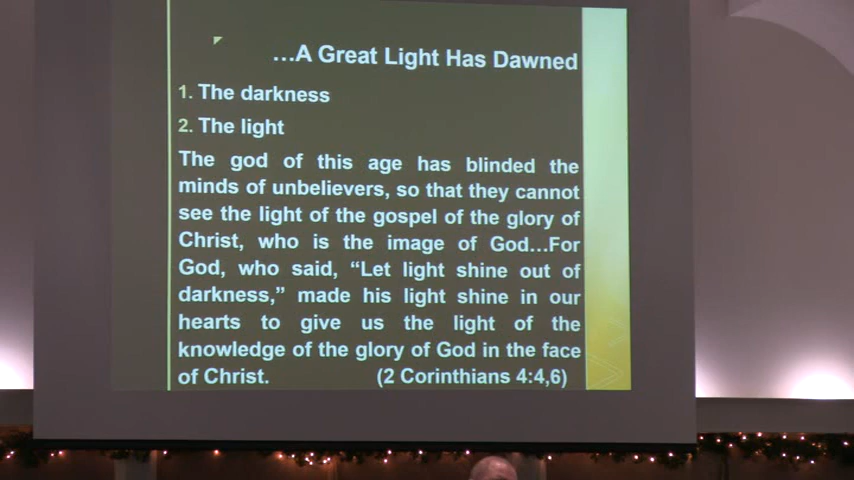 ...A Great Light Has Dawned
1. The darkness
2. The light
The god of this age has blinded the
minds of unbelievers, so that they cannot
see the light of the gospel of the glory of
Christ, who is the image of God...For
God, who said, “Let light shine out of
darkness,” made his light shine in our
hearts to give us the light of the
knowledge of the glory of God in the face
of Christ. (2 Corinthians 4:4,6)